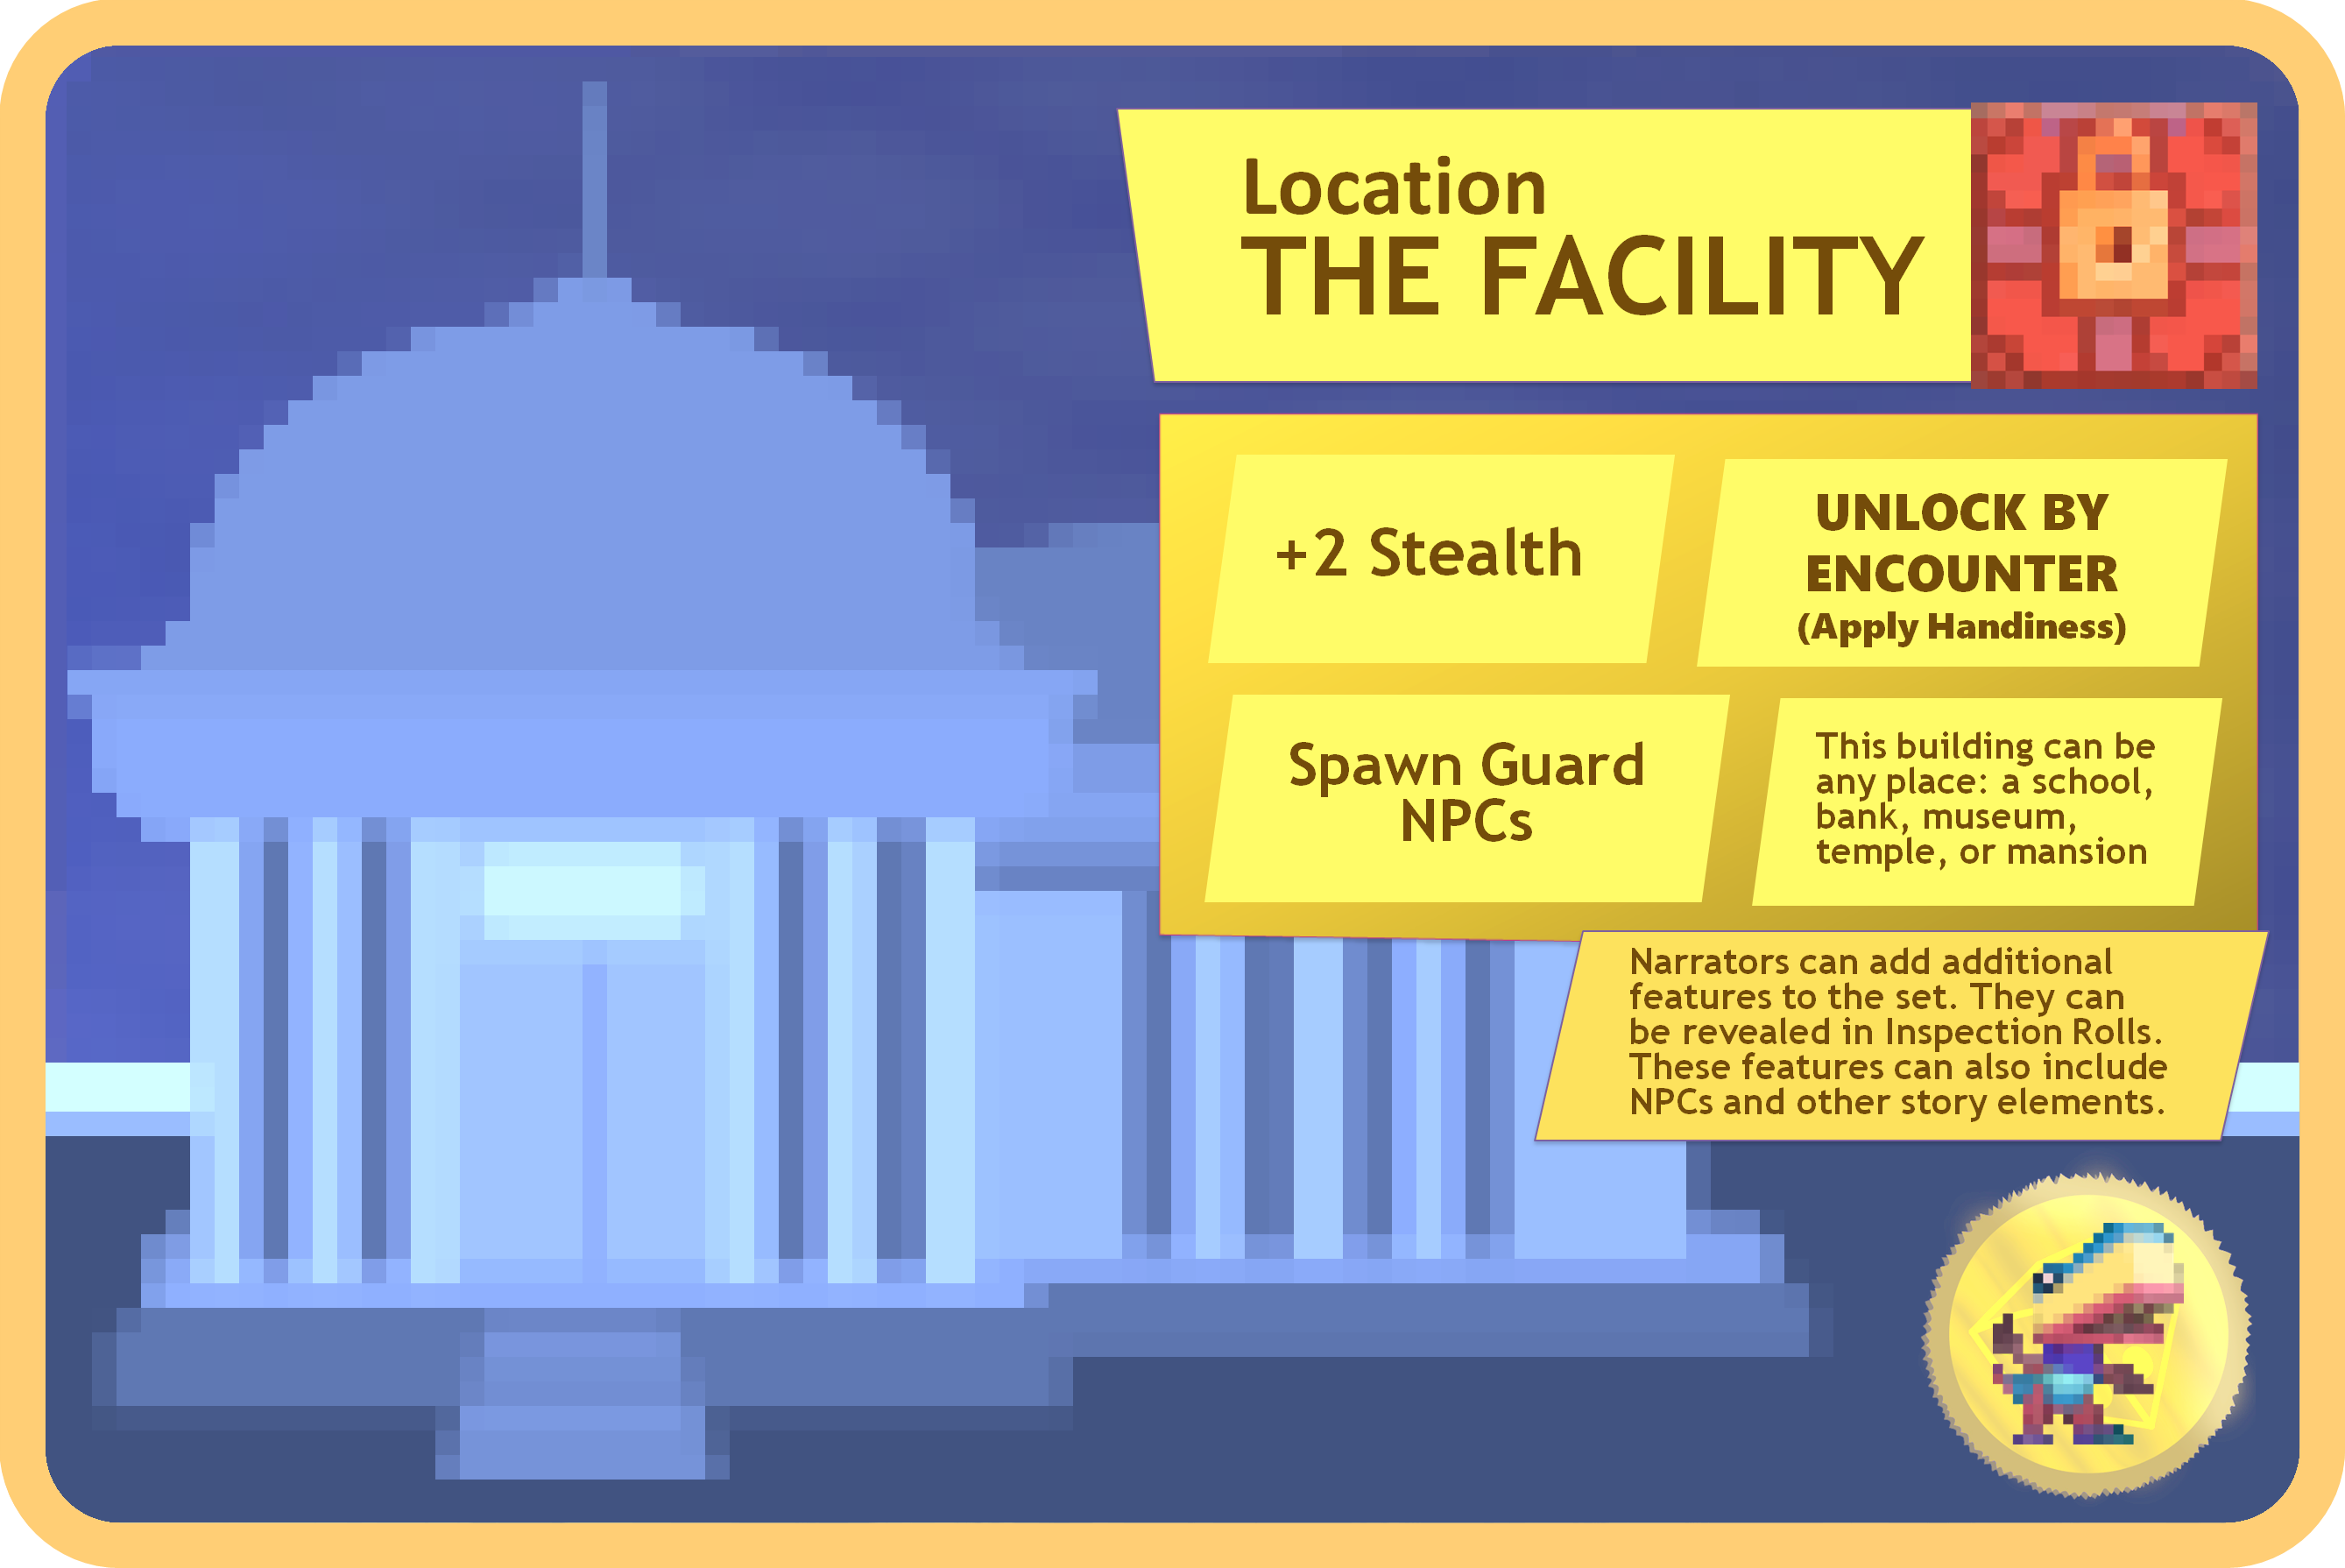 Location
THE FACILITY
+2 Stealth
UNLOCK BY
ENCOUNTER
(Apply Handiness)
Spawn Guard
NPCs
This building can be
any place: a school,
bank, museum,
temple, or mansion
Narrators can add additional
features to the set. They can
be revealed in Inspection Rolls.
These features can also include
NPCs and other story elements.